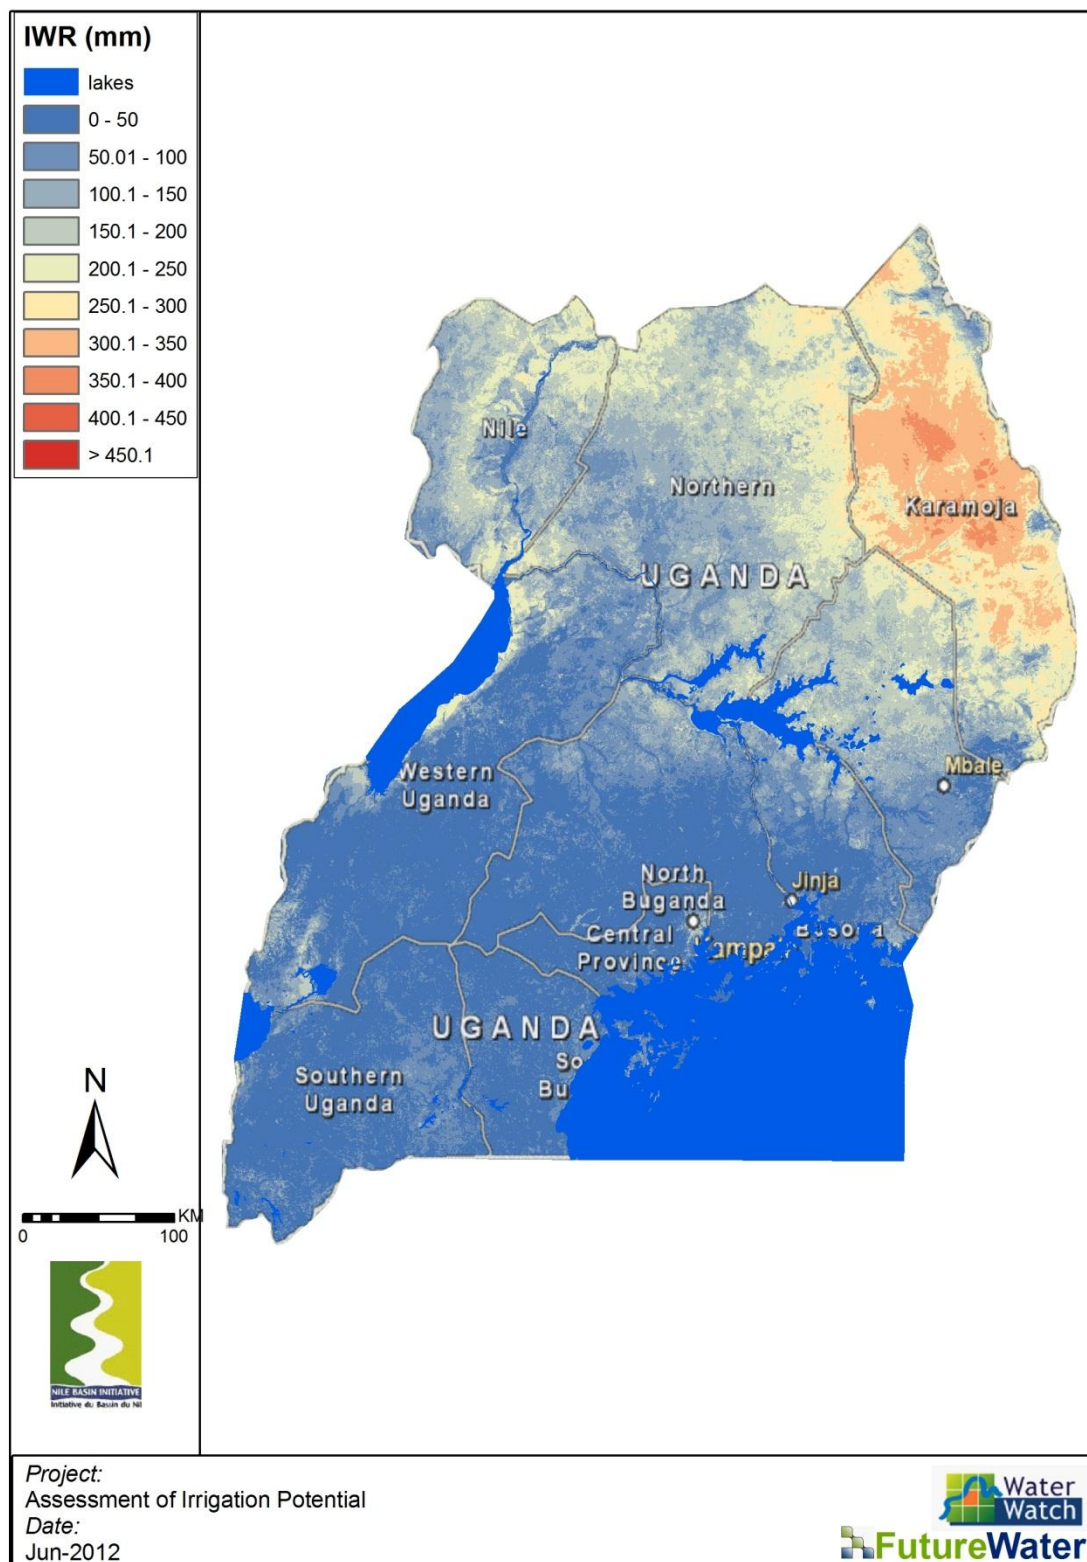 IWR (mm)
lakes
0 - 50
50.01 - 100
100.1 - 150
150.1 - 200
200.1 - 250
250.1 - 300
300.1 - 350
350.1 - 400
400.1 - 450
> 450.1
Nile
Northern
Karamoja
UGANDA
Western
Uganda
Mbale
North
Buganda
Jinja
Central
Province
UGANDA
So
Bu
Southern
Uganda
N
KM
0 100
NILE BASIN INITIATIVE
Initiative du Bassin du Nil
Project:
Assessment of Irrigation Potential
Date:
Jun-2012
Water
Watch
FutureWater